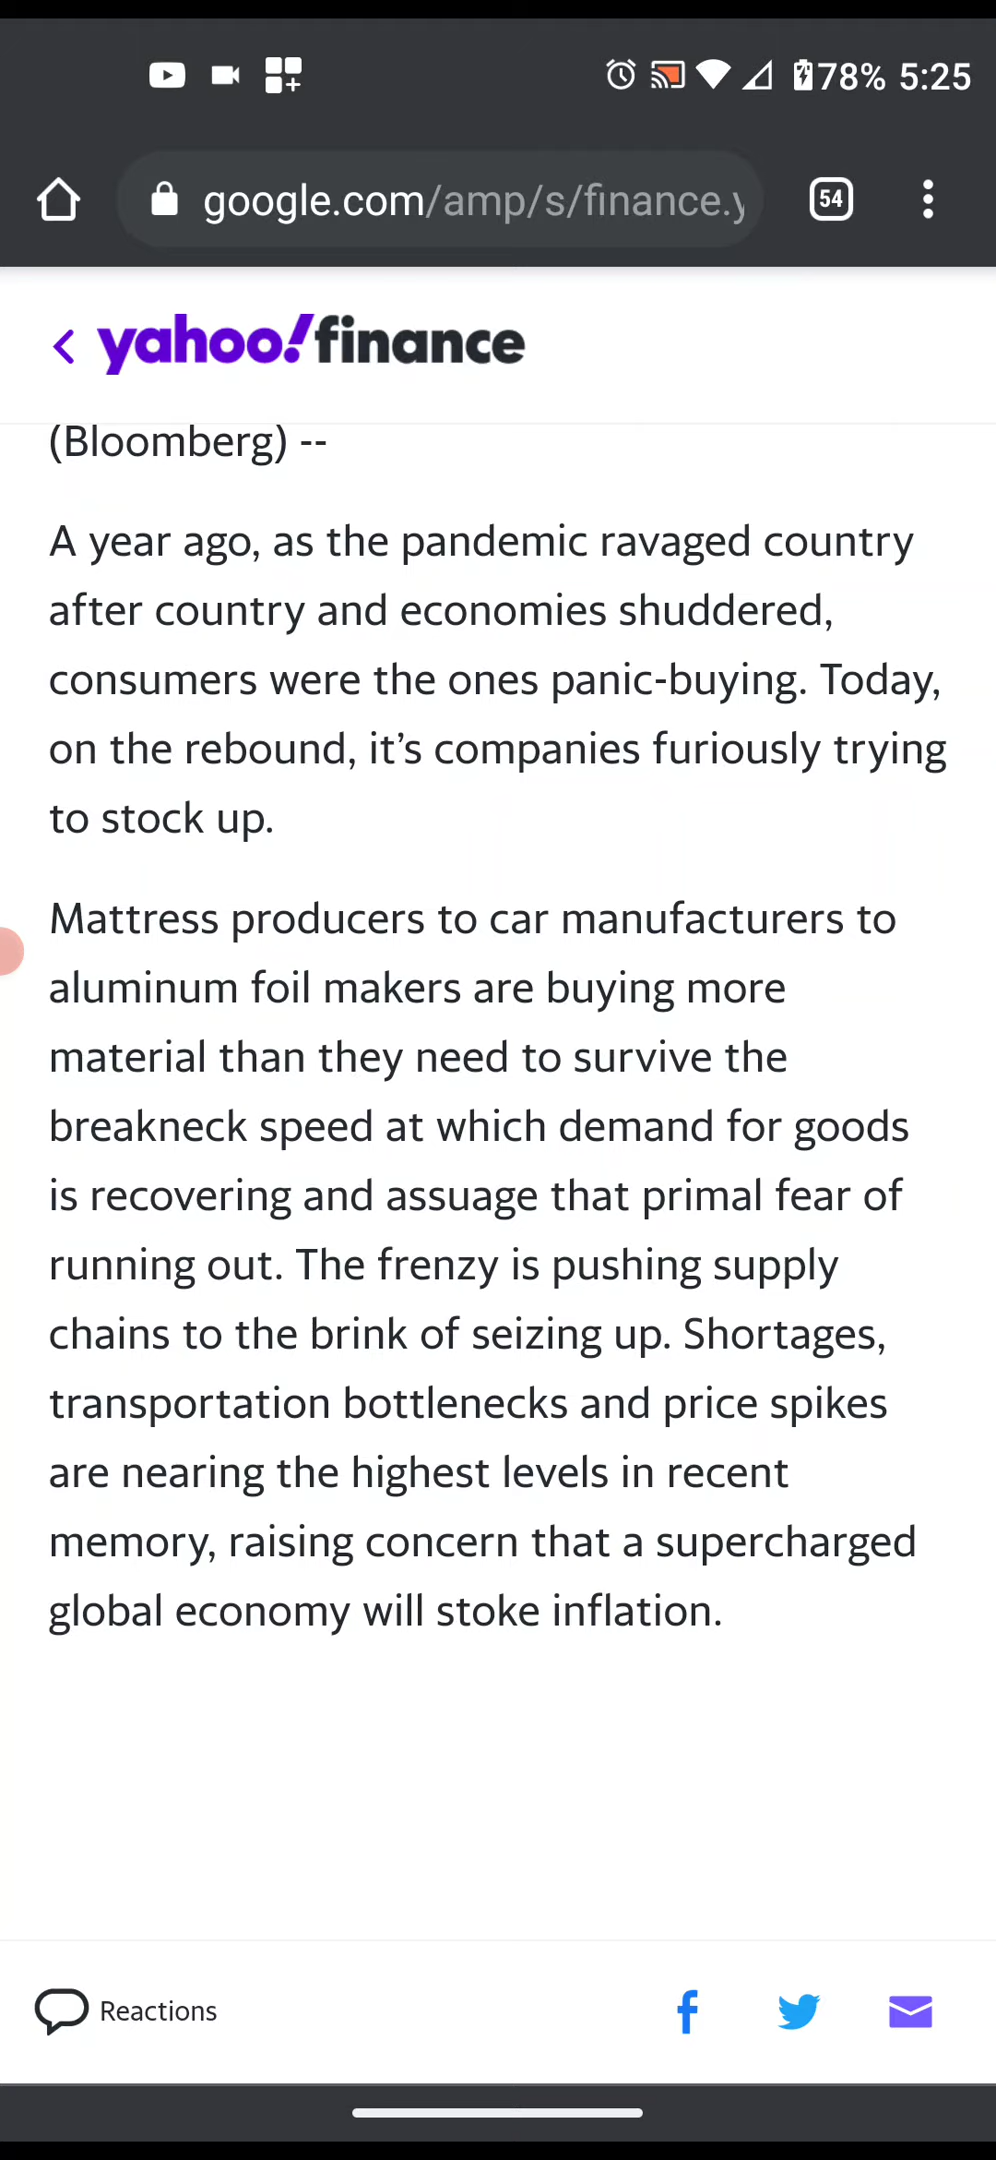 78% 5:25
google.com/amp/s/finance.y
54
yahoo!finance
(Bloomberg) --
A year ago, as the pandemic ravaged country
after country and economies shuddered,
consumers were the ones panic-buying. Today,
on the rebound, it’s companies furiously trying
to stock up.
Mattress producers to car manufacturers to
aluminum foil makers are buying more
material than they need to survive the
breakneck speed at which demand for goods
is recovering and assuage that primal fear of
running out. The frenzy is pushing supply
chains to the brink of seizing up. Shortages,
transportation bottlenecks and price spikes
are nearing the highest levels in recent
memory, raising concern that a supercharged
global economy will stoke inflation.
Reactions